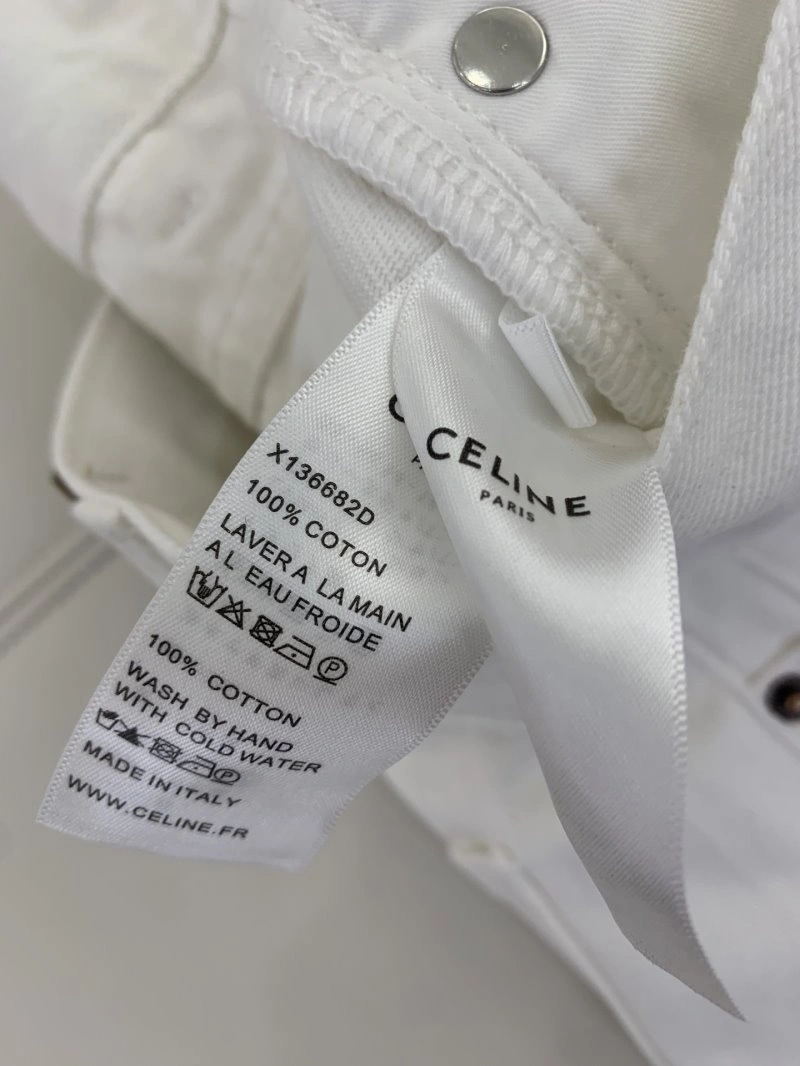 X136682D
100% COTON
LAVER A LA MAIN
A L EAU FROIDE
P
100% COTTON
WASH BY HAND
WITH COLD WATER
P
MADE IN ITALY
WWW.CELINE.FR
CELINE
PARIS